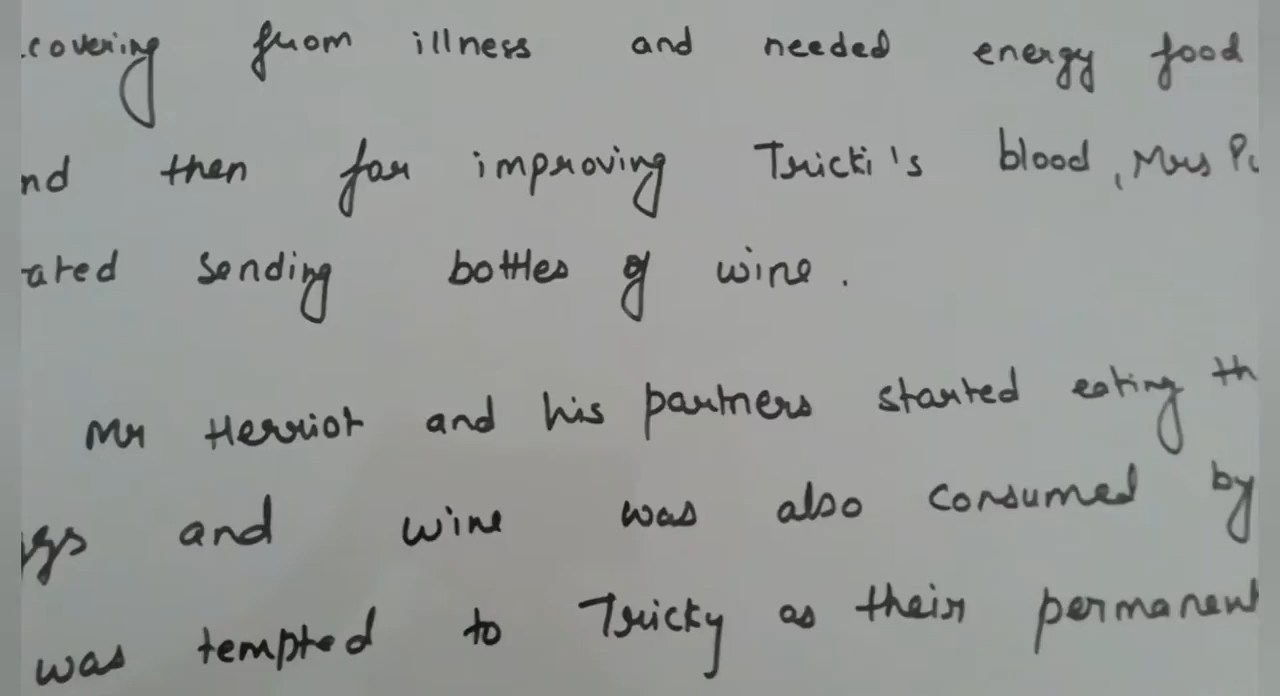 covering from illness and needed energy food
nd then for improving Tricki's blood, Mrs P
ated sending bottles of wine.
Mr Herriot and his partners started eating th
gs and wine was also consumed by
was tempted to Tricky as their permanent